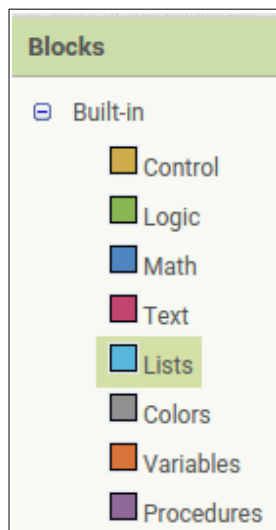 Blocks
Built-in
Control
Logic
Math
Text
Lists
Colors
Variables
Procedures